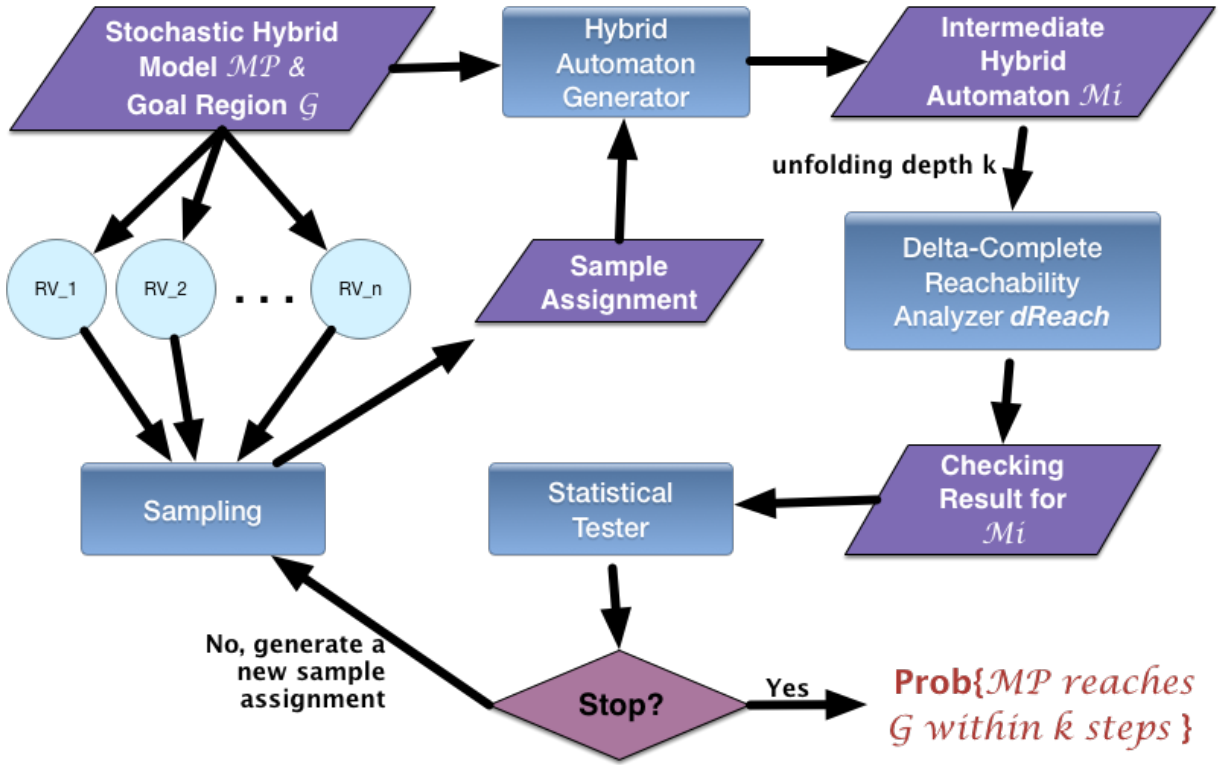 Stochastic Hybrid
Model MP &
Goal Region G
Hybrid
Automaton
Generator
Intermediate
Hybrid
Automaton Mi
unfolding depth k
RV_1
RV_2
. . .
RV_n
Sample
Assignment
Delta-Complete
Reachability
Analyzer dReach
Sampling
Statistical
Tester
Checking
Result for
Mi
No, generate a
new sample
assignment
Stop?
Yes
Prob{MP reaches
G within k steps }